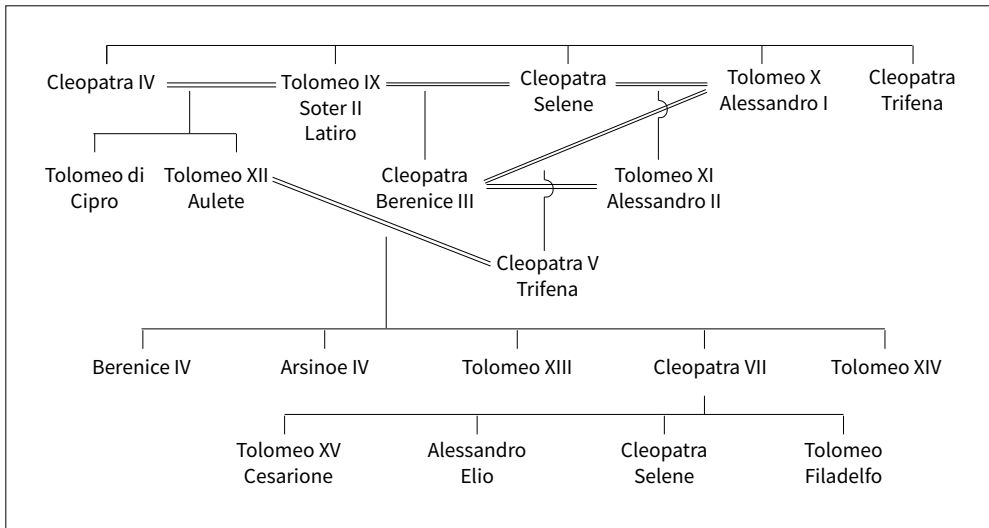 Cleopatra IV
Tolomeo IX
Soter II
Latiro
Cleopatra
Selene
Tolomeo X
Alessandro I
Cleopatra
Trifena
Tolomeo di
Cipro
Tolomeo XII
Aulete
Cleopatra
Berenice III
Tolomeo XI
Alessandro II
Cleopatra V
Trifena
Berenice IV
Arsinoe IV
Tolomeo XIII
Cleopatra VII
Tolomeo XIV
Tolomeo XV
Cesarione
Alessandro
Elio
Cleopatra
Selene
Tolomeo
Filadelfo